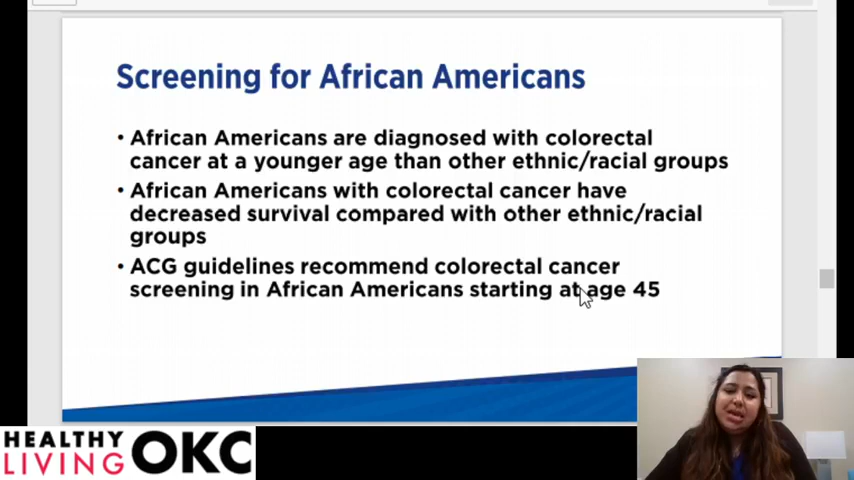 Screening for African Americans
• African Americans are diagnosed with colorectal
cancer at a younger age than other ethnic/racial groups
• African Americans with colorectal cancer have
decreased survival compared with other ethnic/racial
groups
• ACG guidelines recommend colorectal cancer
screening in African Americans starting at age 45
HEALTHY
LIVING OKC